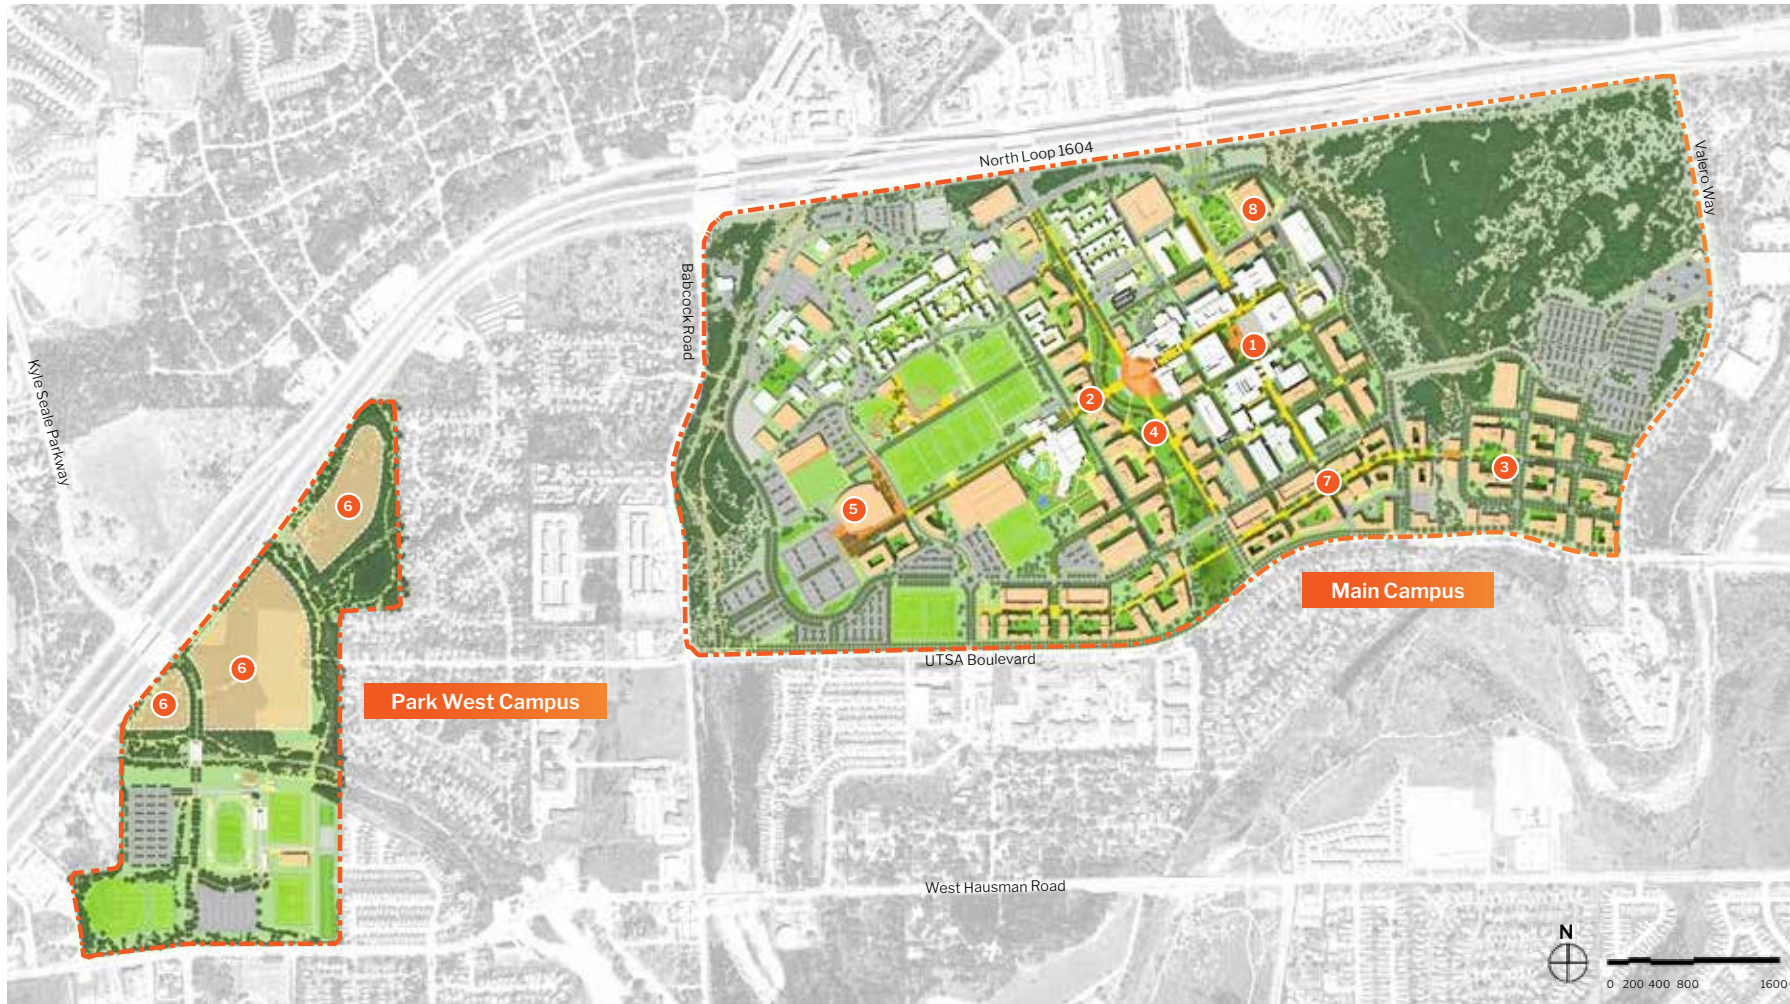 North Loop 1604
Valero Way
8
Babcock Road
1
Kyle Seale Parkway
2
4
3
7
6
5
Main Campus
UTSA Boulevard
6
Park West Campus
6
West Hausman Road
N
0 200 400 800 1600